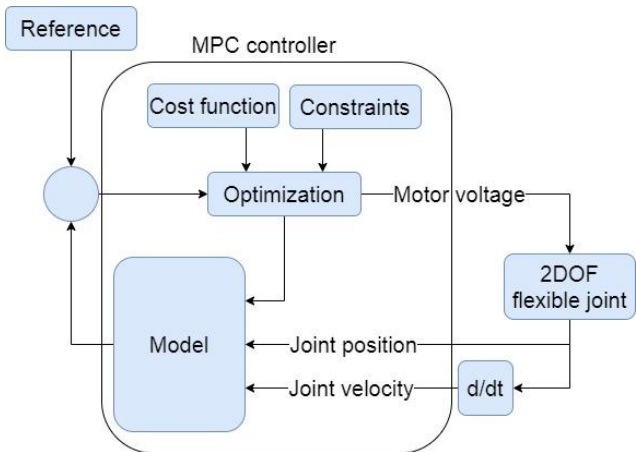 Reference
MPC controller
Cost function
Constraints
Optimization
Motor voltage
2DOF
flexible joint
Model
Joint position
Joint velocity
d/dt